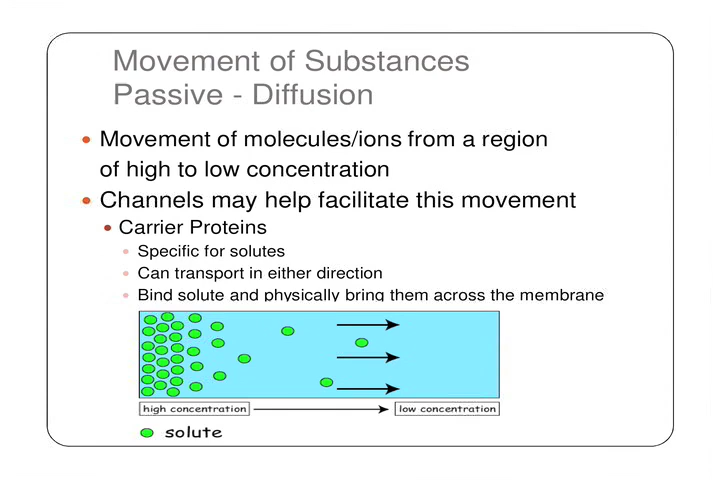 Movement of Substances
Passive - Diffusion
Movement of molecules/ions from a region
of high to low concentration
Channels may help facilitate this movement
Carrier Proteins
Specific for solutes
Can transport in either direction
Bind solute and physically bring them across the membrane
high concentration low concentration
solute